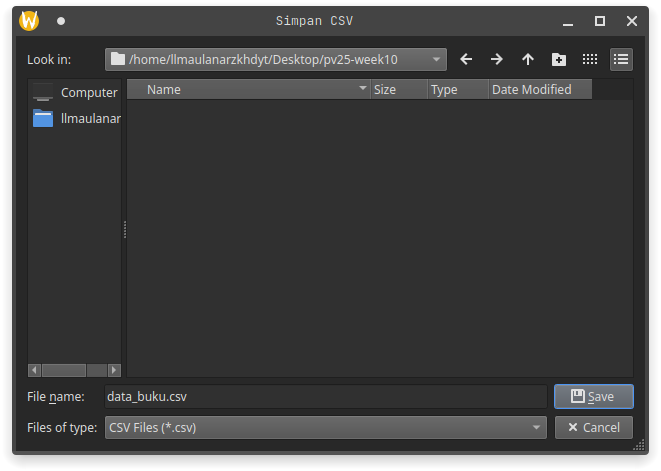 Simpan CSV
Look in: /home/llmaulanarzkhdyt/Desktop/pv25-week10
Computer
llmaulanar
Name Size Type Date Modified
File name: data_buku.csv Save
Files of type: CSV Files (*.csv) Cancel